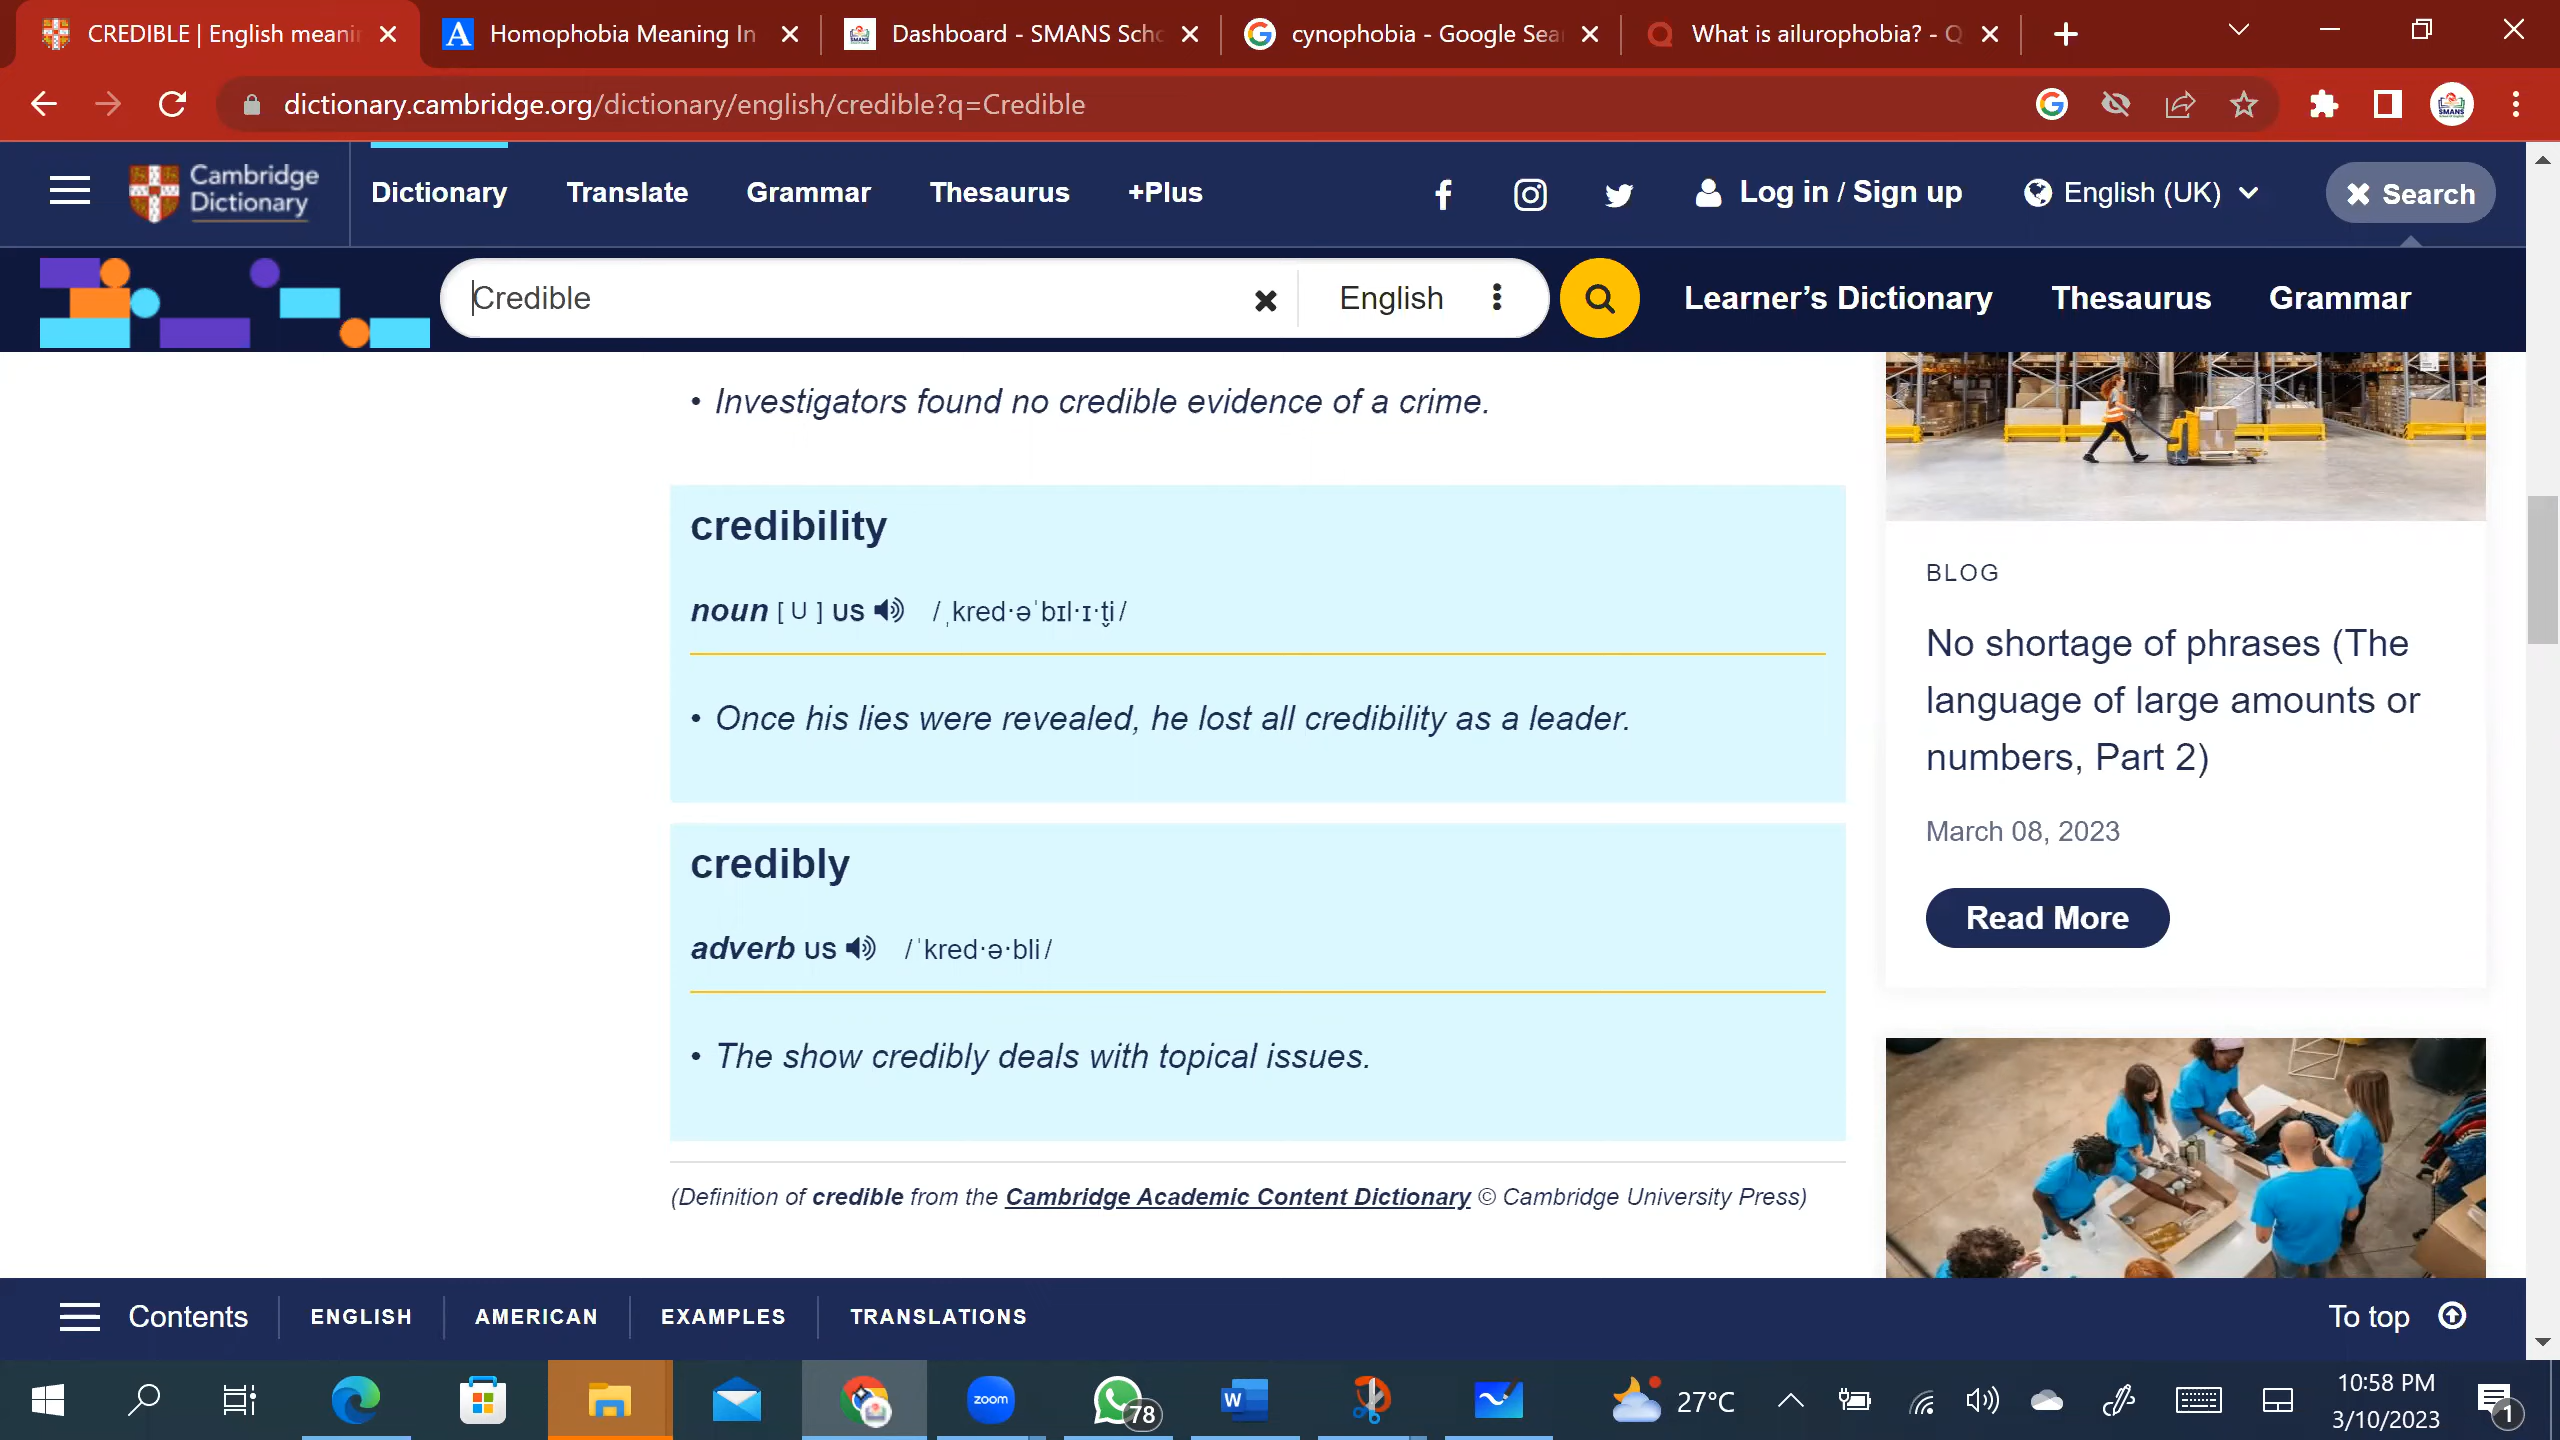 CREDIBLE | English meani
Homophobia Meaning In
Dashboard - SMANS Scho
cynophobia - Google Sea
What is ailurophobia? - Q
dictionary.cambridge.org/dictionary/english/credible?q=Credible
Cambridge
Dictionary
Dictionary
Translate
Grammar
Thesaurus
+Plus
Log in / Sign up
English (UK)
Search
Credible
English
Learner’s Dictionary
Thesaurus
Grammar
• Investigators found no credible evidence of a crime.
credibility
noun [ U ] US /ˌkred·əˈbɪl·ɪ·t̬i/
• Once his lies were revealed, he lost all credibility as a leader.
credibly
adverb US /ˈkred·ə·bli/
• The show credibly deals with topical issues.
(Definition of credible from the Cambridge Academic Content Dictionary © Cambridge University Press)
BLOG
No shortage of phrases (The
language of large amounts or
numbers, Part 2)
March 08, 2023
Read More
Contents
ENGLISH
AMERICAN
EXAMPLES
TRANSLATIONS
To top
zoom
78
W
27°C
10:58 PM
3/10/2023
1